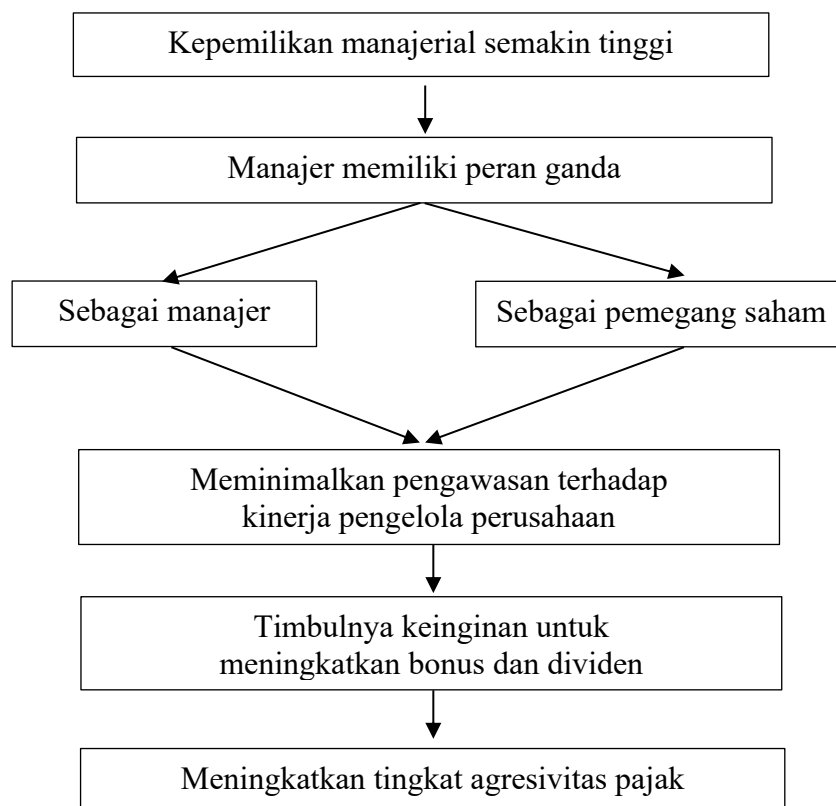 Kepemilikan manajerial semakin tinggi
Manajer memiliki peran ganda
Sebagai manajer
Sebagai pemegang saham
Meminimalkan pengawasan terhadap
kinerja pengelola perusahaan
Timbulnya keinginan untuk
meningkatkan bonus dan dividen
Meningkatkan tingkat agresivitas pajak